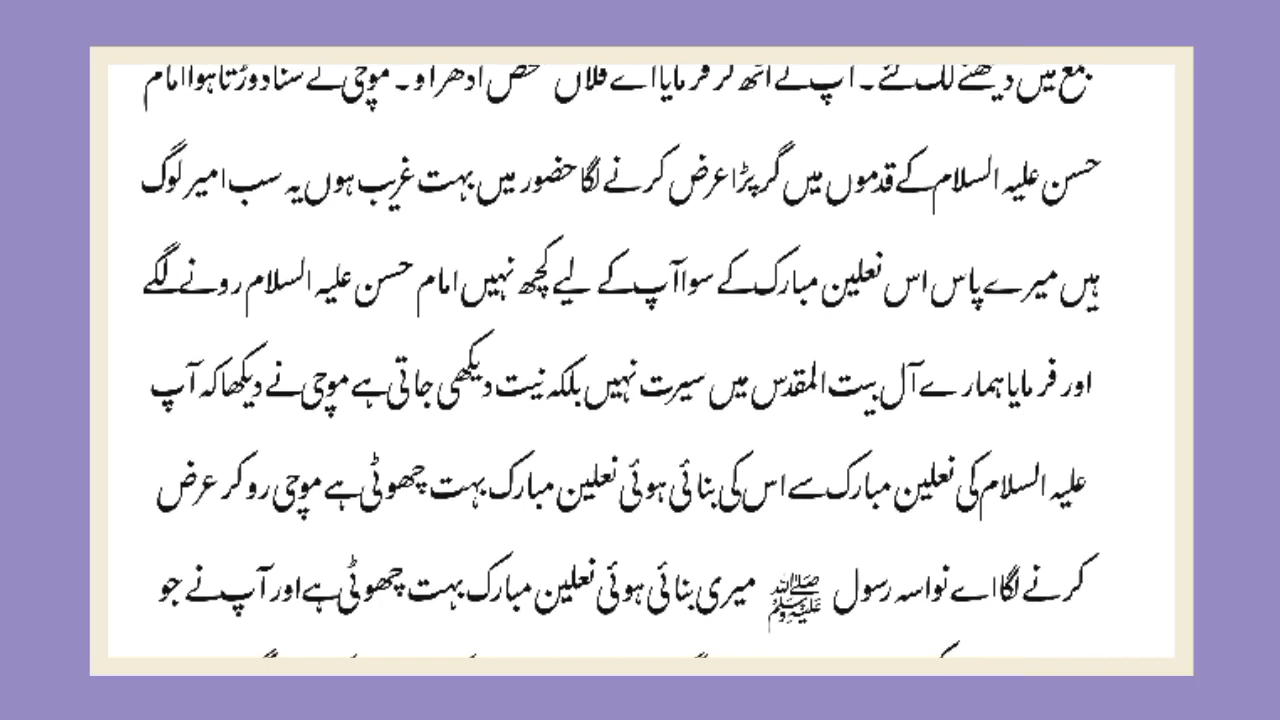 میں دیکھنے لگ گئے۔ آپ نے اٹھ کر فرمایا اے فلاں شخص ادھر آو۔ موچی نے سنا دوڑتا ہوا امام
حسن علیہ السلام کے قدموں میں گر پڑا عرض کرنے لگا حضور میں بہت غریب ہوں یہ سب امیر لوگ
ہیں میرے پاس اس نعلین مبارک کے سوا آپ کے لیے کچھ نہیں امام حسن علیہ السلام رونے لگے
اور فرمایا ہمارے آل بیت المقدس میں سیرت نہیں بلکہ نیت دیکھی جاتی ہے موچی نے دیکھا کہ آپ
علیہ السلام کی نعلین مبارک سے اس کی بنائی ہوئی نعلین مبارک بہت چھوٹی ہے موچی رو کر عرض
کرنے لگا اے نواسہ رسول ﷺ میری بنائی ہوئی نعلین مبارک بہت چھوٹی ہے اور آپ نے جو